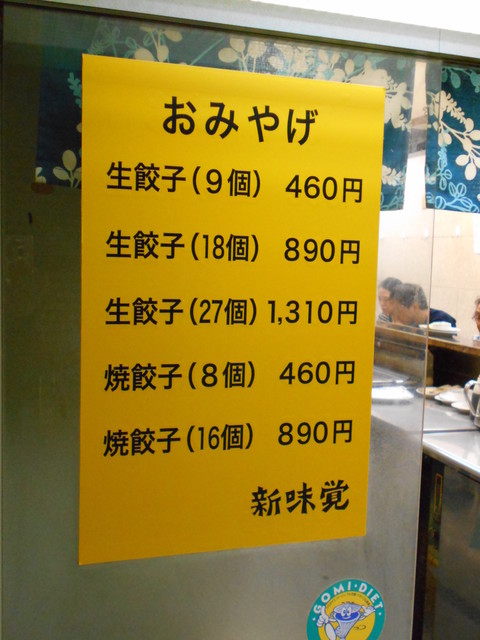 おみやげ
生餃子(9個) 460円
生餃子(18個) 890円
生餃子(27個) 1,310円
焼餃子(8個) 460円
焼餃子(16個) 890円
新味覚
GOMI・DIET